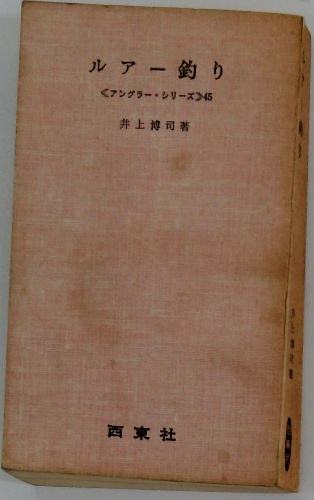 ルアー釣り
≪アングラー・シリーズ≫45
井上博司著
西東社